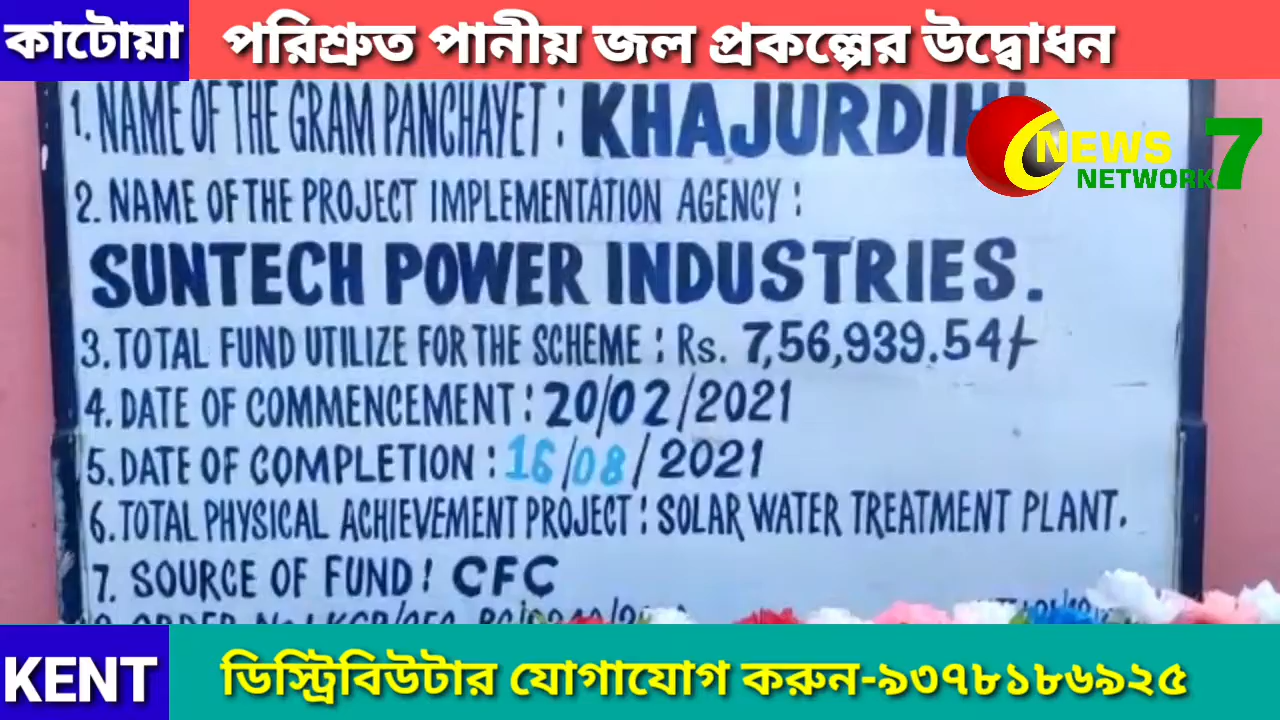 কাটোয়া
পরিশ্রুত পানীয় জল প্রকল্পের উদ্বোধন
1. NAME OF THE GRAM PANCHAYET : KHAJURDIHI
NEWS
NETWORK 7
2. NAME OF THE PROJECT IMPLEMENTATION AGENCY :
SUNTECH POWER INDUSTRIES.
3. TOTAL FUND UTILIZE FOR THE SCHEME : Rs. 7,56,939.54/-
4. DATE OF COMMENCEMENT : 20/02/2021
5. DATE OF COMPLETION : 16/08/2021
6. TOTAL PHYSICAL ACHIEVEMENT PROJECT : SOLAR WATER TREATMENT PLANT.
7. SOURCE OF FUND : CFC
KENT
ডিস্ট্রিবিউটার যোগাযোগ করুন-৯৩৭৮১৮৬৯২৫